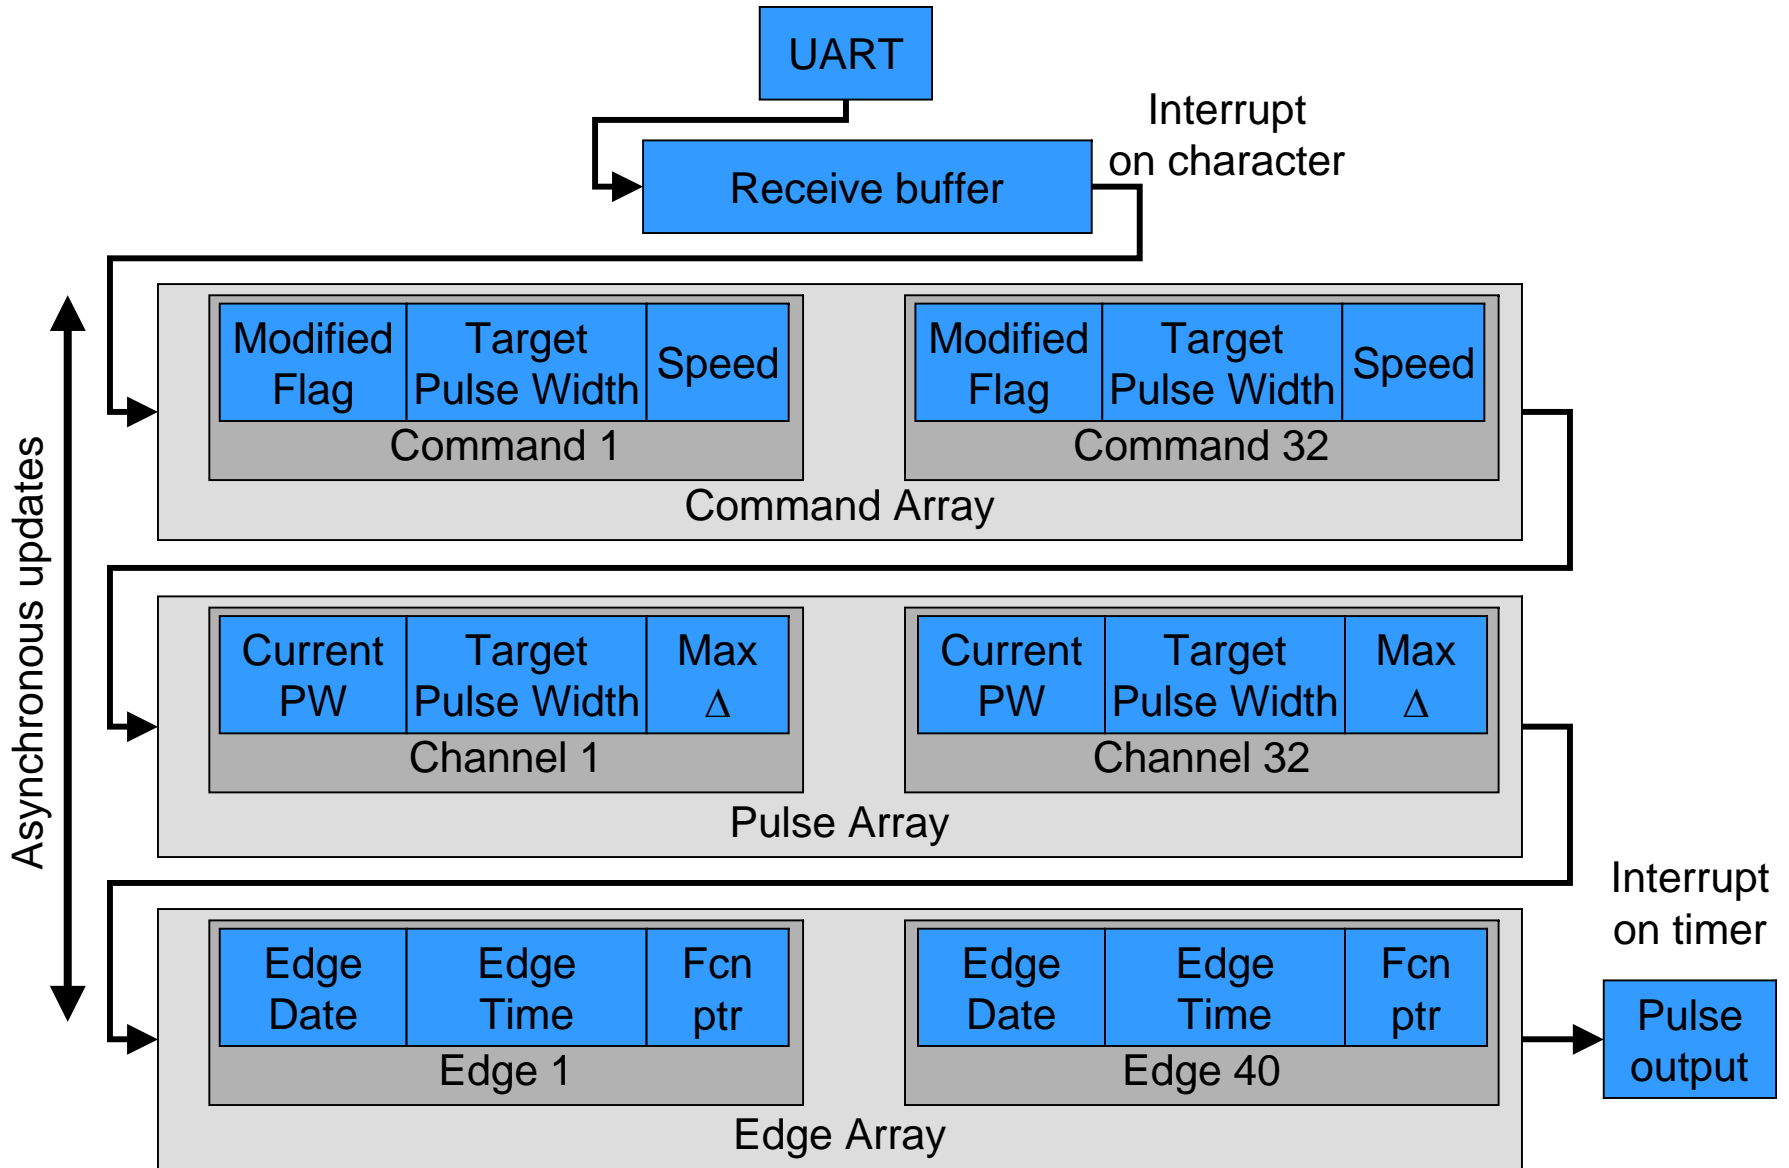 UART
Interrupt
on character
Receive buffer
Modified
Flag
Target
Pulse Width
Speed
Command 1
Modified
Flag
Target
Pulse Width
Speed
Command 32
Command Array
Asynchronous updates
Current
PW
Target
Pulse Width
Max
Δ
Channel 1
Current
PW
Target
Pulse Width
Max
Δ
Channel 32
Pulse Array
Interrupt
on timer
Edge
Date
Edge
Time
Fcn
ptr
Edge 1
Edge
Date
Edge
Time
Fcn
ptr
Edge 40
Pulse
output
Edge Array